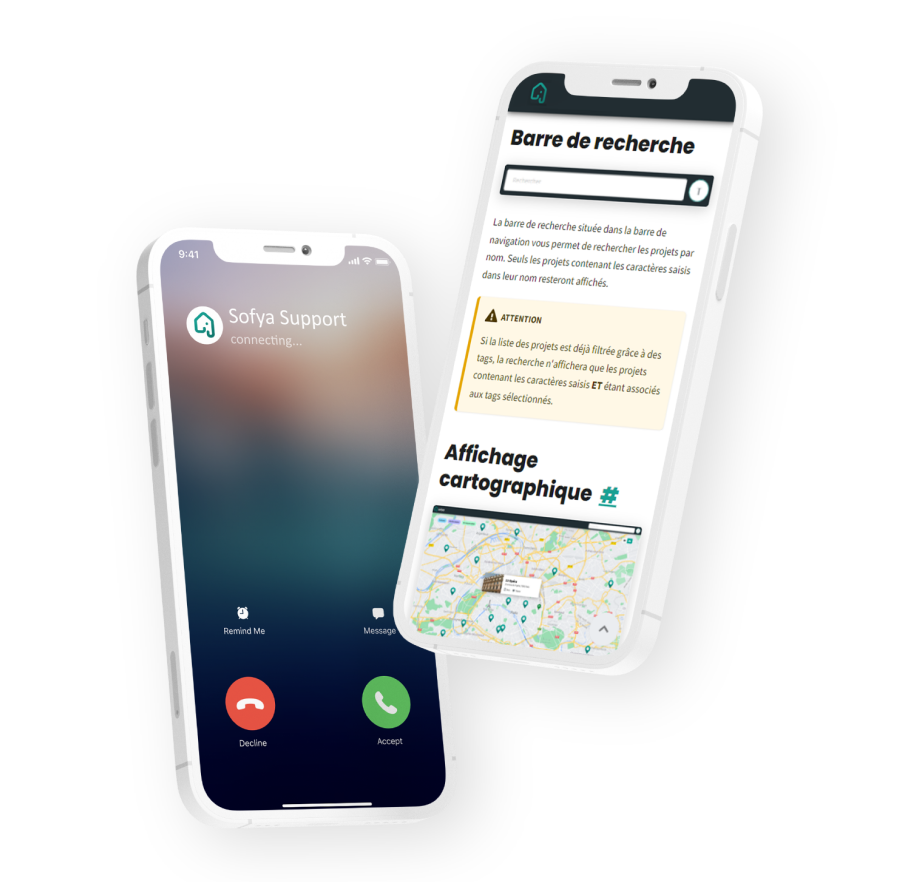 9:41
Sofya Support
connecting...
Remind Me
Message
Decline
Accept
Barre de recherche
Rechercher
La barre de recherche située dans la barre de
navigation vous permet de rechercher les projets par
nom. Seuls les projets contenant les caractères saisis
dans leur nom resteront affichés.
ATTENTION
Si la liste des projets est déjà filtrée grâce à des
tags, la recherche n'affichera que les projets
contenant les caractères saisis ET étant associés
aux tags sélectionnés.
Affichage
cartographique #